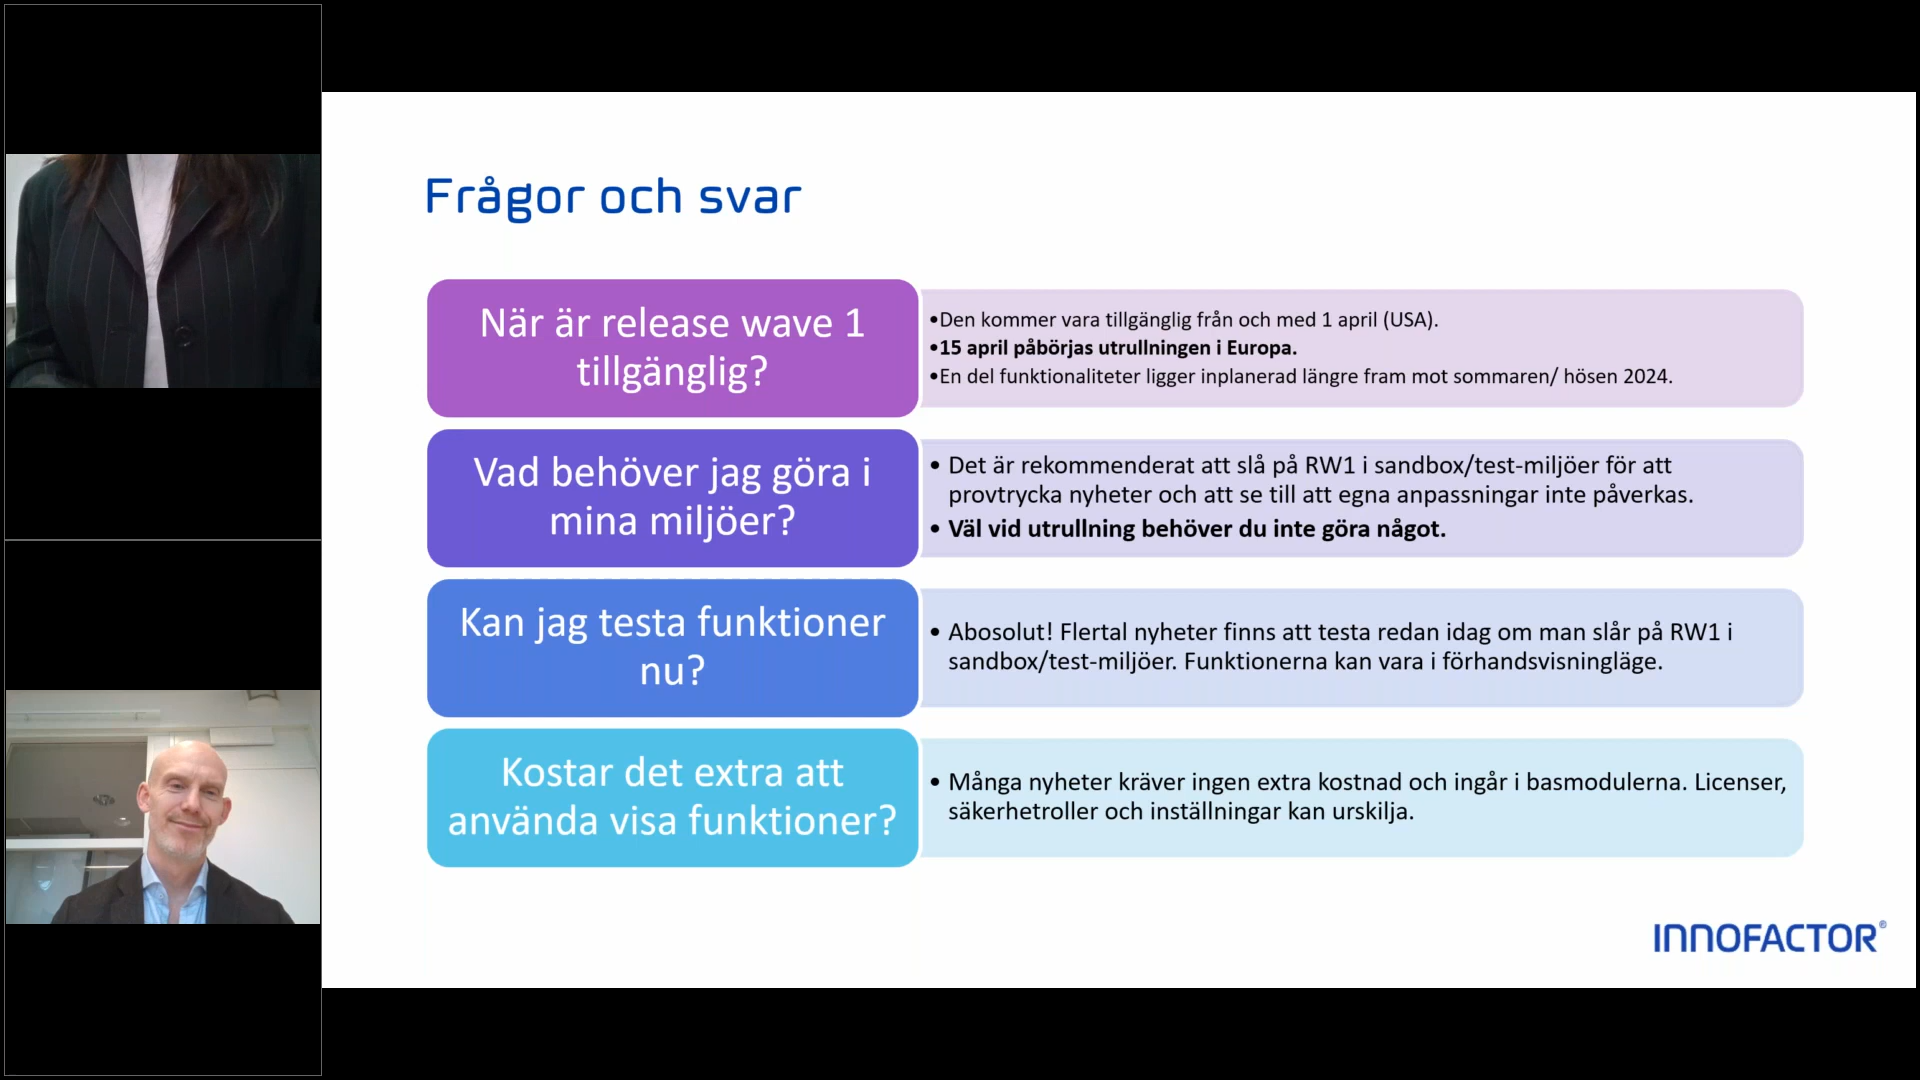 Frågor och svar
När är release wave 1
tillgänglig?
•Den kommer vara tillgänglig från och med 1 april (USA).
•15 april påbörjas utrullningen i Europa.
•En del funktionaliteter ligger inplanerad längre fram mot sommaren/ hösen 2024.
Vad behöver jag göra i
mina miljöer?
• Det är rekommenderat att slå på RW1 i sandbox/test-miljöer för att
provtrycka nyheter och att se till att egna anpassningar inte påverkas.
• Väl vid utrullning behöver du inte göra något.
Kan jag testa funktioner
nu?
• Abosolut! Flertal nyheter finns att testa redan idag om man slår på RW1 i
sandbox/test-miljöer. Funktionerna kan vara i förhandsvisningläge.
Kostar det extra att
använda visa funktioner?
• Många nyheter kräver ingen extra kostnad och ingår i basmodulerna. Licenser,
säkerhetroller och inställningar kan urskilja.
INNOFACTOR®